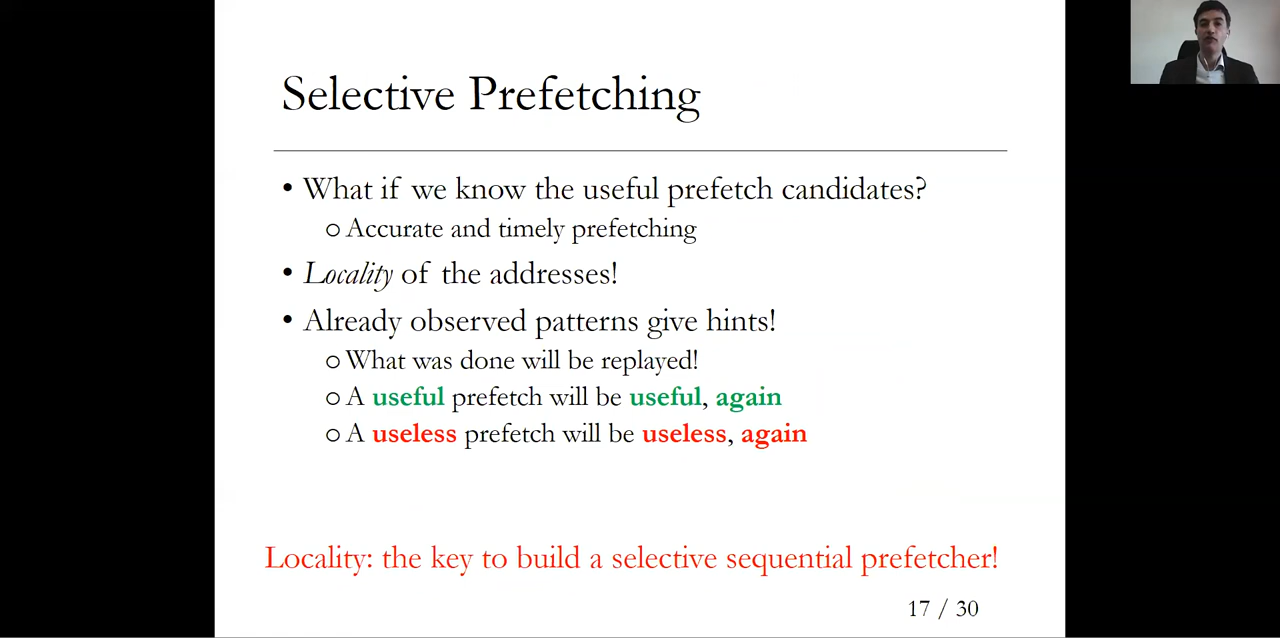 Selective Prefetching
• What if we know the useful prefetch candidates?
o Accurate and timely prefetching
• Locality of the addresses!
• Already observed patterns give hints!
o What was done will be replayed!
o A useful prefetch will be useful, again
o A useless prefetch will be useless, again
Locality: the key to build a selective sequential prefetcher!
17 / 30